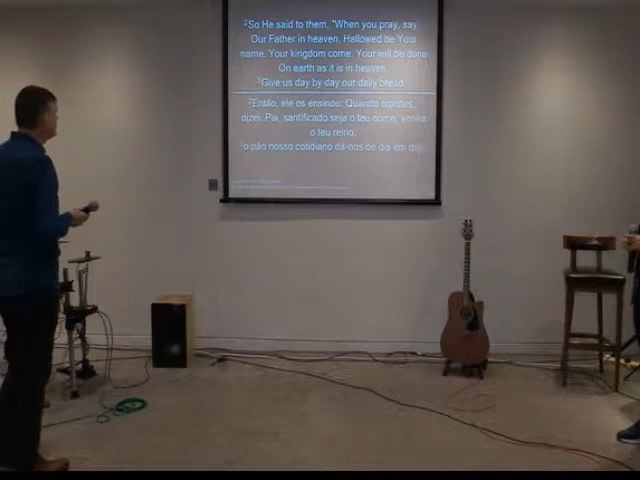 ²So He said to them, "When you pray, say:
Our Father in heaven, Hallowed be Your
name. Your kingdom come. Your will be done
On earth as it is in heaven.
³Give us day by day our daily bread.
²Então, ele os ensinou: Quando orardes,
dizei: Pai, santificado seja o teu nome; venha
o teu reino;
³o pão nosso cotidiano dá-nos de dia em dia;